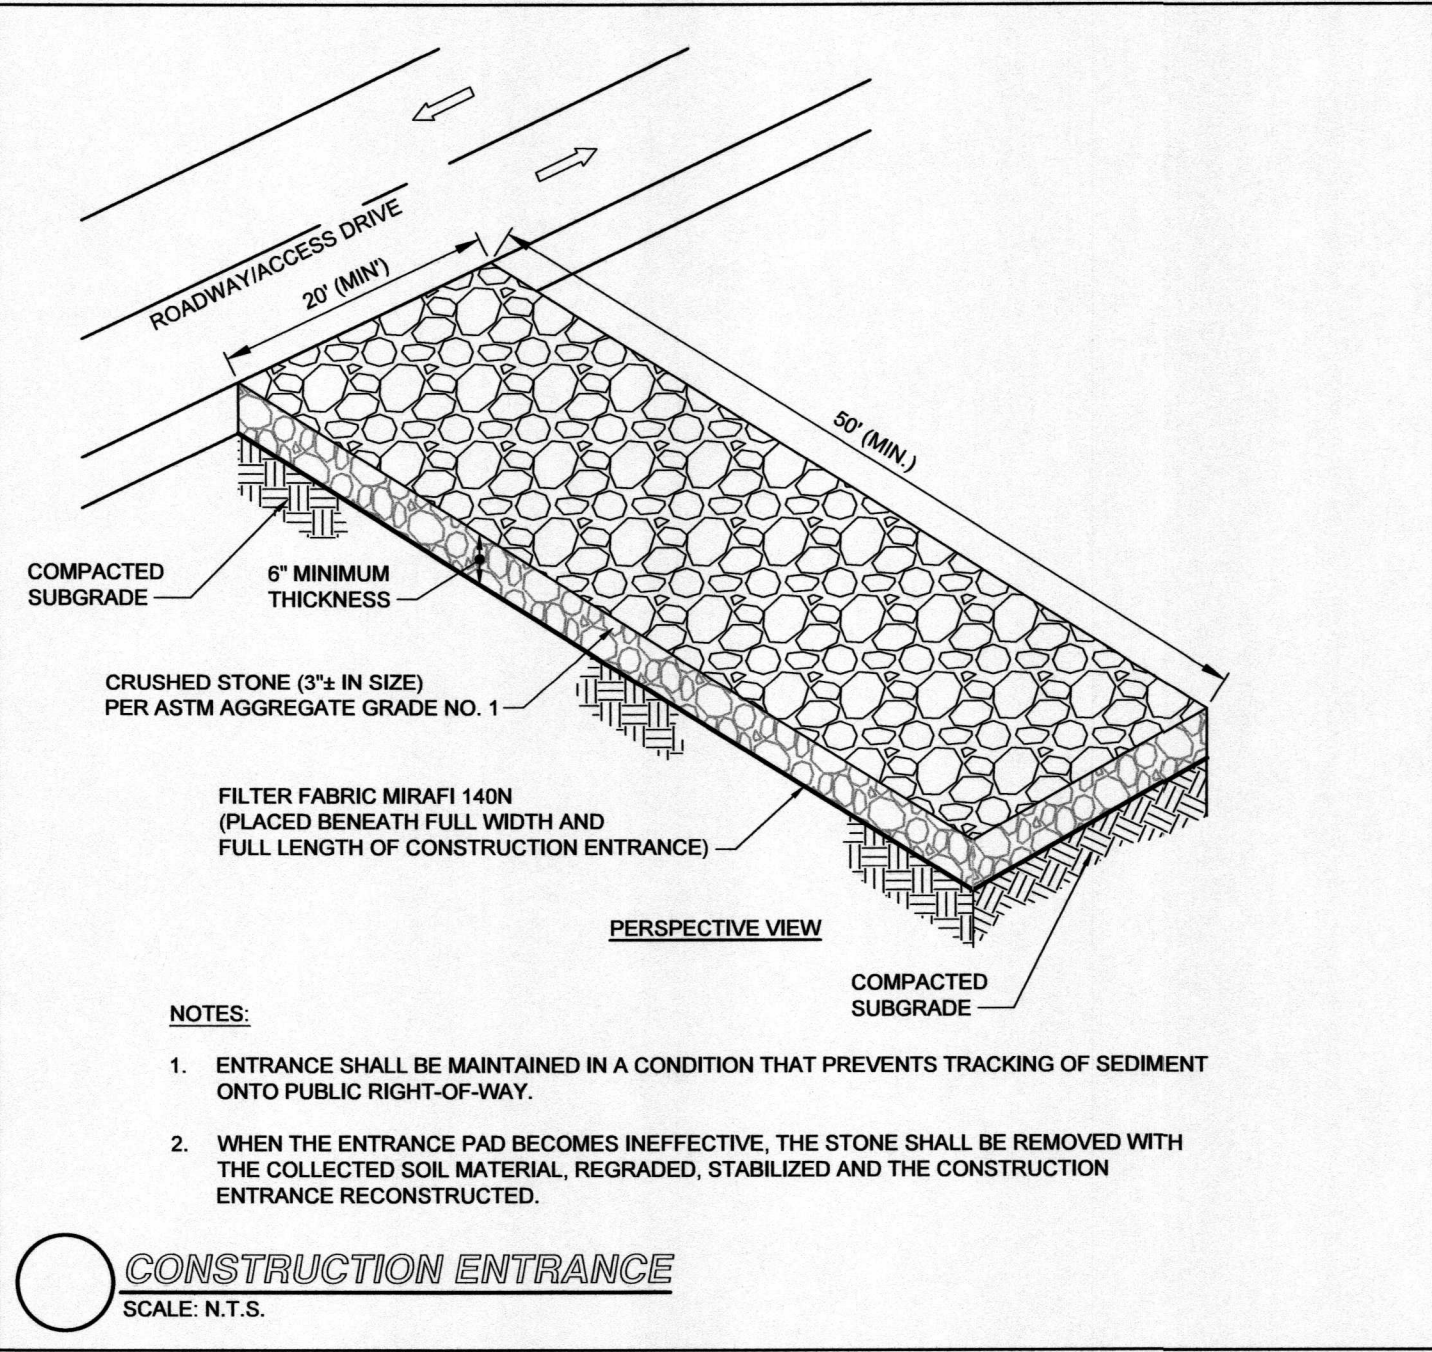 ROADWAY/ACCESS DRIVE
20' (MIN')
50' (MIN.)
COMPACTED
SUBGRADE
6" MINIMUM
THICKNESS
CRUSHED STONE (3"± IN SIZE)
PER ASTM AGGREGATE GRADE NO. 1
FILTER FABRIC MIRAFI 140N
(PLACED BENEATH FULL WIDTH AND
FULL LENGTH OF CONSTRUCTION ENTRANCE)
PERSPECTIVE VIEW
COMPACTED
SUBGRADE
NOTES:
1. ENTRANCE SHALL BE MAINTAINED IN A CONDITION THAT PREVENTS TRACKING OF SEDIMENT
ONTO PUBLIC RIGHT-OF-WAY.
2. WHEN THE ENTRANCE PAD BECOMES INEFFECTIVE, THE STONE SHALL BE REMOVED WITH
THE COLLECTED SOIL MATERIAL, REGRADED, STABILIZED AND THE CONSTRUCTION
ENTRANCE RECONSTRUCTED.
CONSTRUCTION ENTRANCE
SCALE: N.T.S.